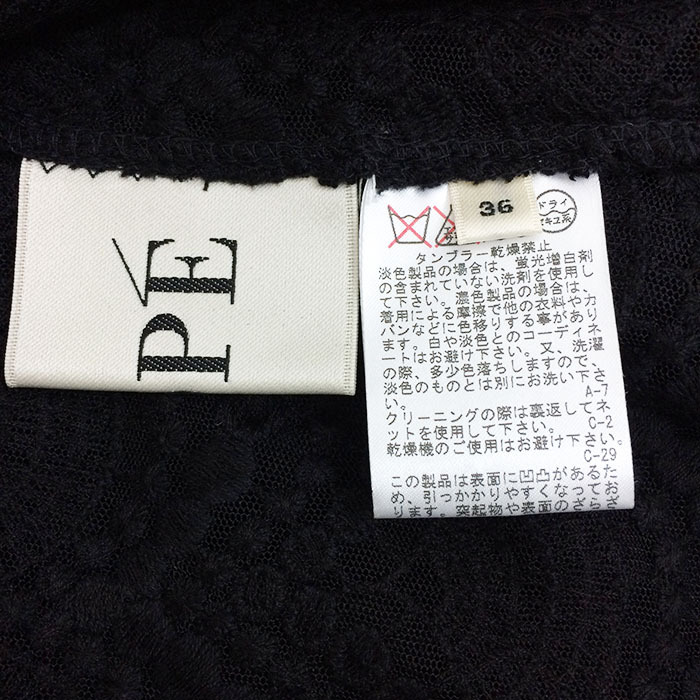 PÉ
36
ドライ
セキユ系
タンブラー乾燥禁止
淡色製品の場合は、蛍光増白剤
の含まれていない洗剤を使用し
て下さい。濃色製品の場合は、
着用による摩擦で他の衣料やカ
バンなどに色移りする事があり
ます。白や淡色とのコーディネ
ートはお避け下さい。又、洗濯
の際、多少色落ちしますので、
淡色のものとは別にお洗い下さ
い。
A-7
クリーニングの際は裏返してネ
ットを使用して下さい。 C-2
乾燥機のご使用はお避け下さい。
C-29
この製品は表面に凹凸があるた
め、引っかかりやすくなってお
ります。突起物や表面のざらざ